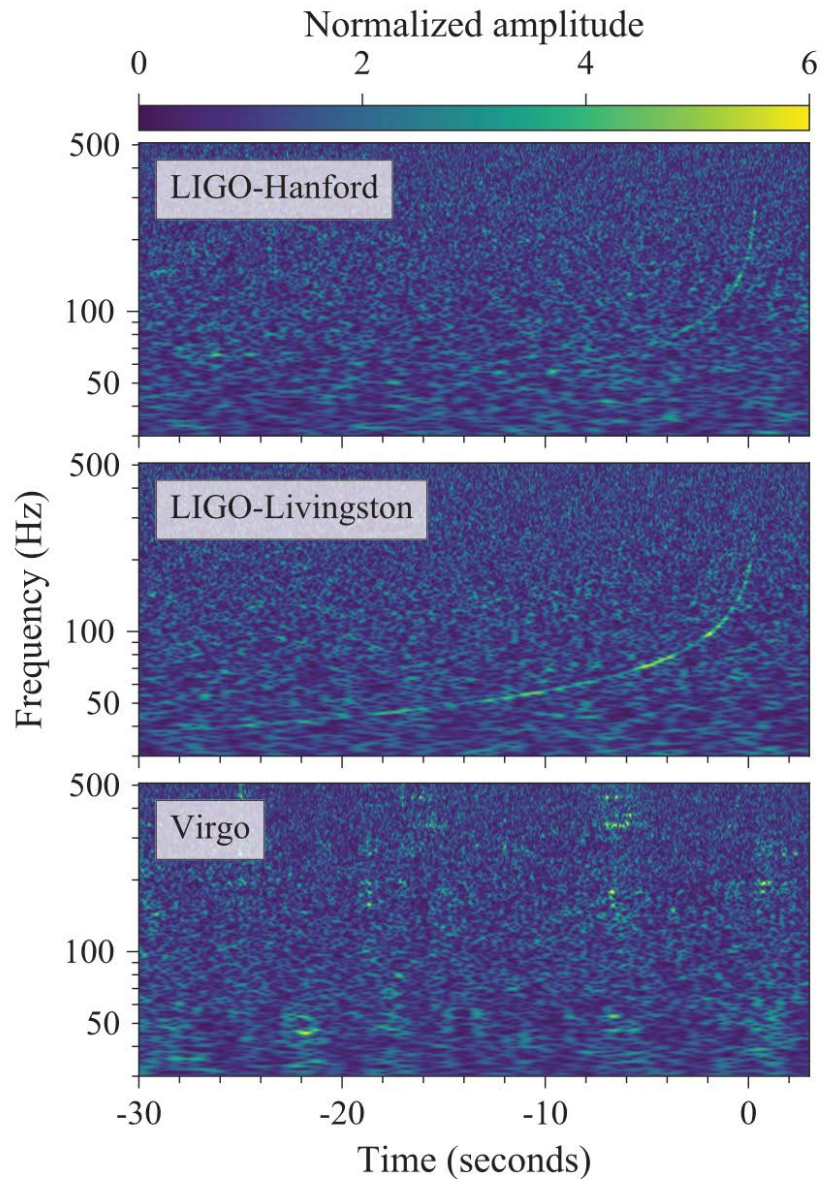 Normalized amplitude
0 2 4 6
500
LIGO-Hanford
100
50
500
LIGO-Livingston
100
50
Frequency (Hz)
500
Virgo
100
50
-30 -20 -10 0
Time (seconds)